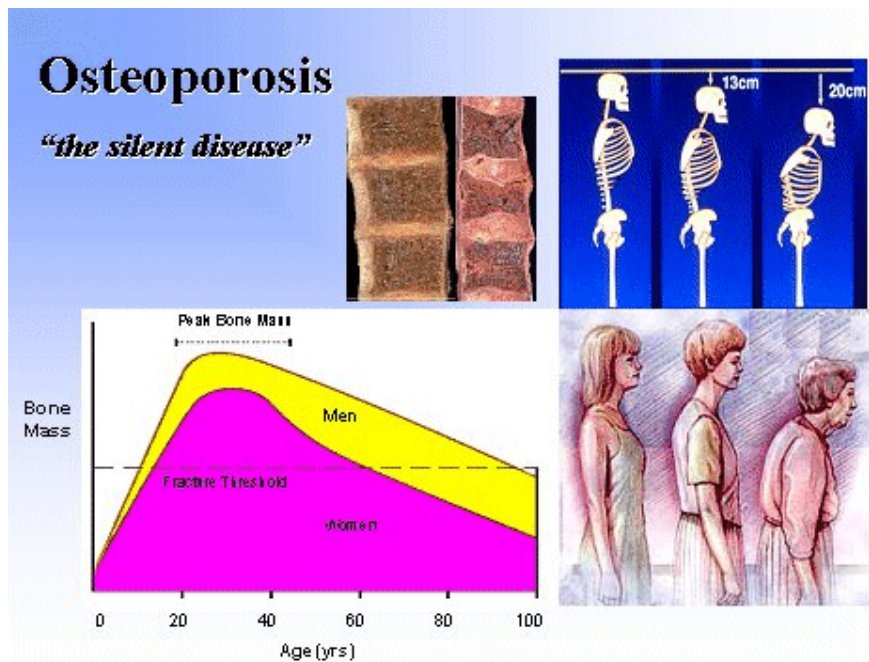 Osteoporosis
“the silent disease”
13cm
20cm
Peak Bone Mass
Bone
Mass
Men
Fracture Threshold
Women
0 20 40 60 80 100
Age (yrs)